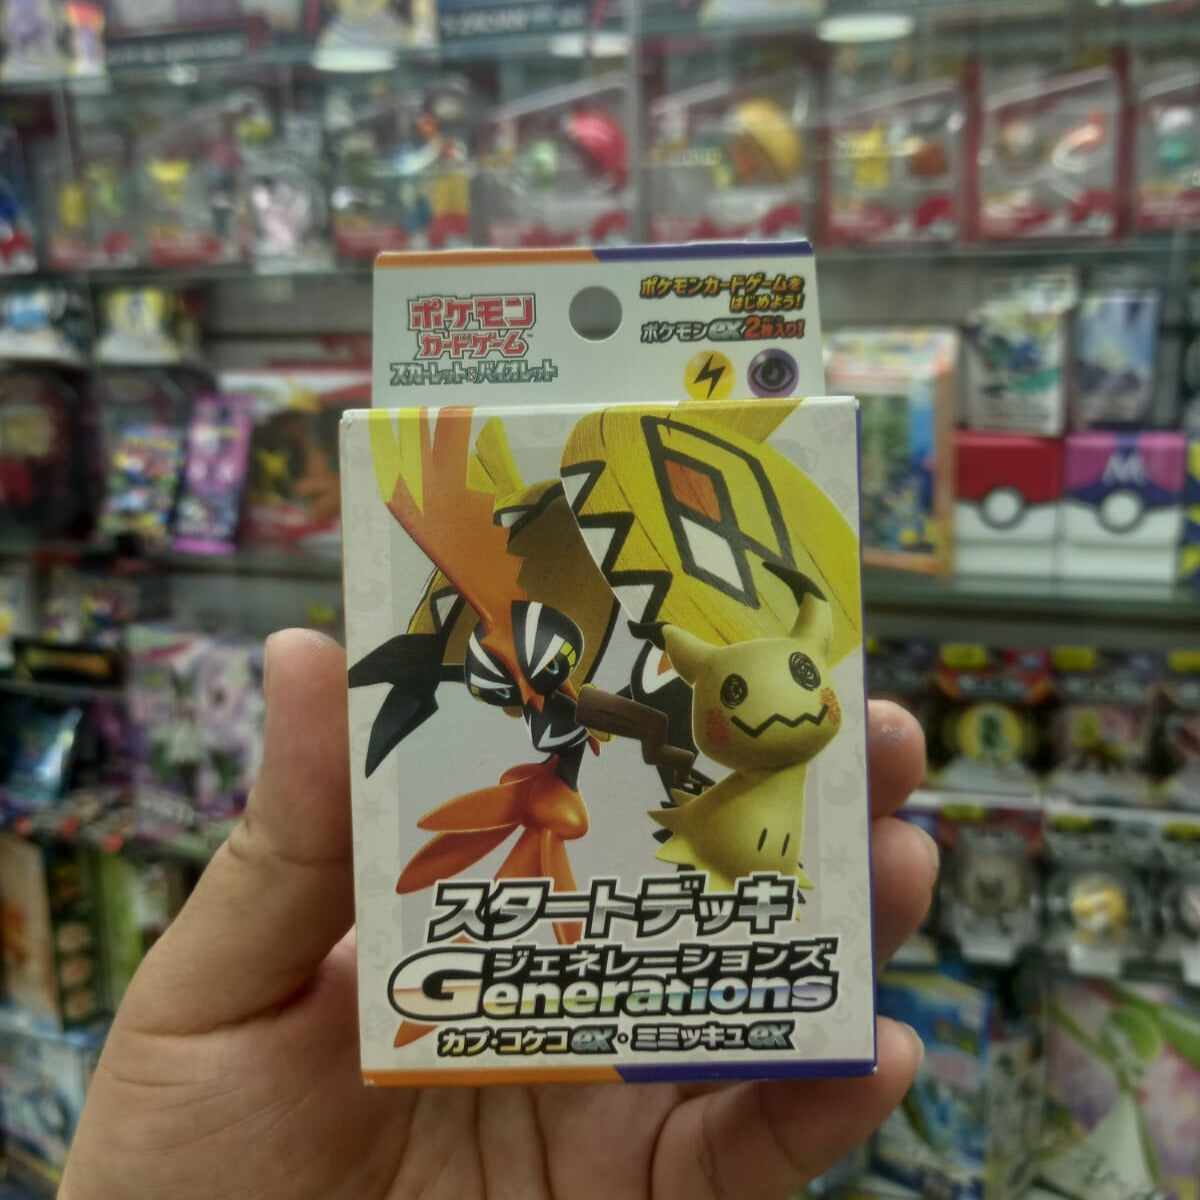 ポケモン
カードゲーム
スカーレット&バイオレット
ポケモンカードゲームを
はじめよう!
ポケモンex2枚入り!
スタートデッキ
ジェネレーションズ
Generations
カプ・コケコex・ミミッキュex